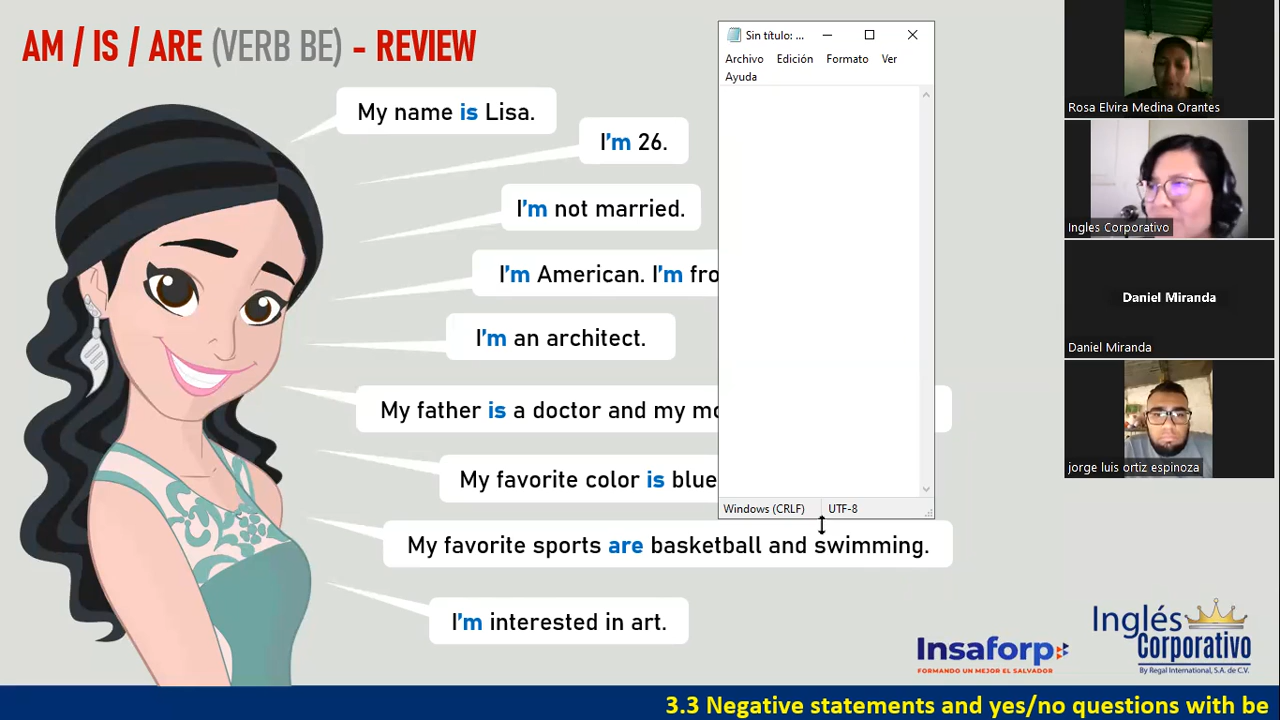 AM / IS / ARE (VERB BE) - REVIEW
My name is Lisa.
I'm 26.
I'm not married.
I'm American. I'm fro
I'm an architect.
My father is a doctor and my mo
My favorite color is blue
My favorite sports are basketball and swimming.
I'm interested in art.
Sin título: ...
Archivo Edición Formato Ver
Ayuda
Windows (CRLF) UTF-8
Rosa Elvira Medina Orantes
Ingles Corporativo
Daniel Miranda
Daniel Miranda
jorge luis ortiz espinoza
Insaforp
FORMANDO UN MEJOR EL SALVADOR
Inglés
Corporativo
By Regal International, S.A. de C.V.
3.3 Negative statements and yes/no questions with be